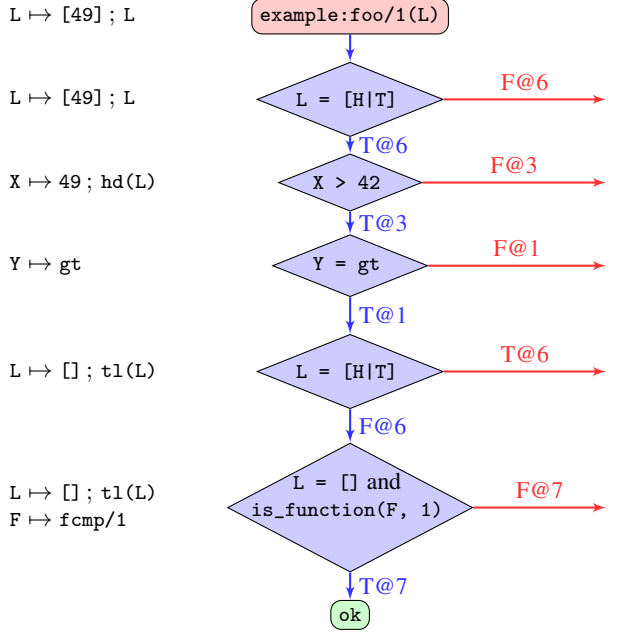 L ↦ [49] ; L
example:foo/1(L)
L ↦ [49] ; L
L = [H|T]
F@6
T@6
X ↦ 49 ; hd(L)
X > 42
F@3
T@3
Y ↦ gt
Y = gt
F@1
T@1
L ↦ [] ; tl(L)
L = [H|T]
T@6
F@6
L ↦ [] ; tl(L)
F ↦ fcmp/1
L = [] and
is_function(F, 1)
F@7
T@7
ok